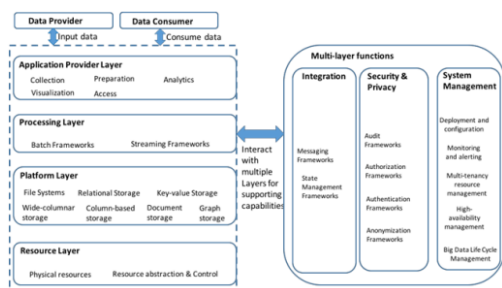 Data Provider
Data Consumer
Input data
Consume data
Application Provider Layer
Collection
Preparation
Analytics
Visualization
Access
Processing Layer
Batch Frameworks
Streaming Frameworks
Platform Layer
File Systems
Relational Storage
Key-value Storage
Wide-columnar
storage
Column-based
storage
Document
storage
Graph
storage
Resource Layer
Physical resources
Resource abstraction & Control
Interact
with
multiple
Layers for
supporting
capabilities
Multi-layer functions
Integration
Messaging
Frameworks
State
Management
Frameworks
Security &
Privacy
Audit
Frameworks
Authorization
Frameworks
Authentication
Frameworks
Anonymization
Frameworks
System
Management
Deployment and
configuration
Monitoring
and alerting
Multi-tenancy
resource
management
High-
availability
management
Big Data Life Cycle
Management